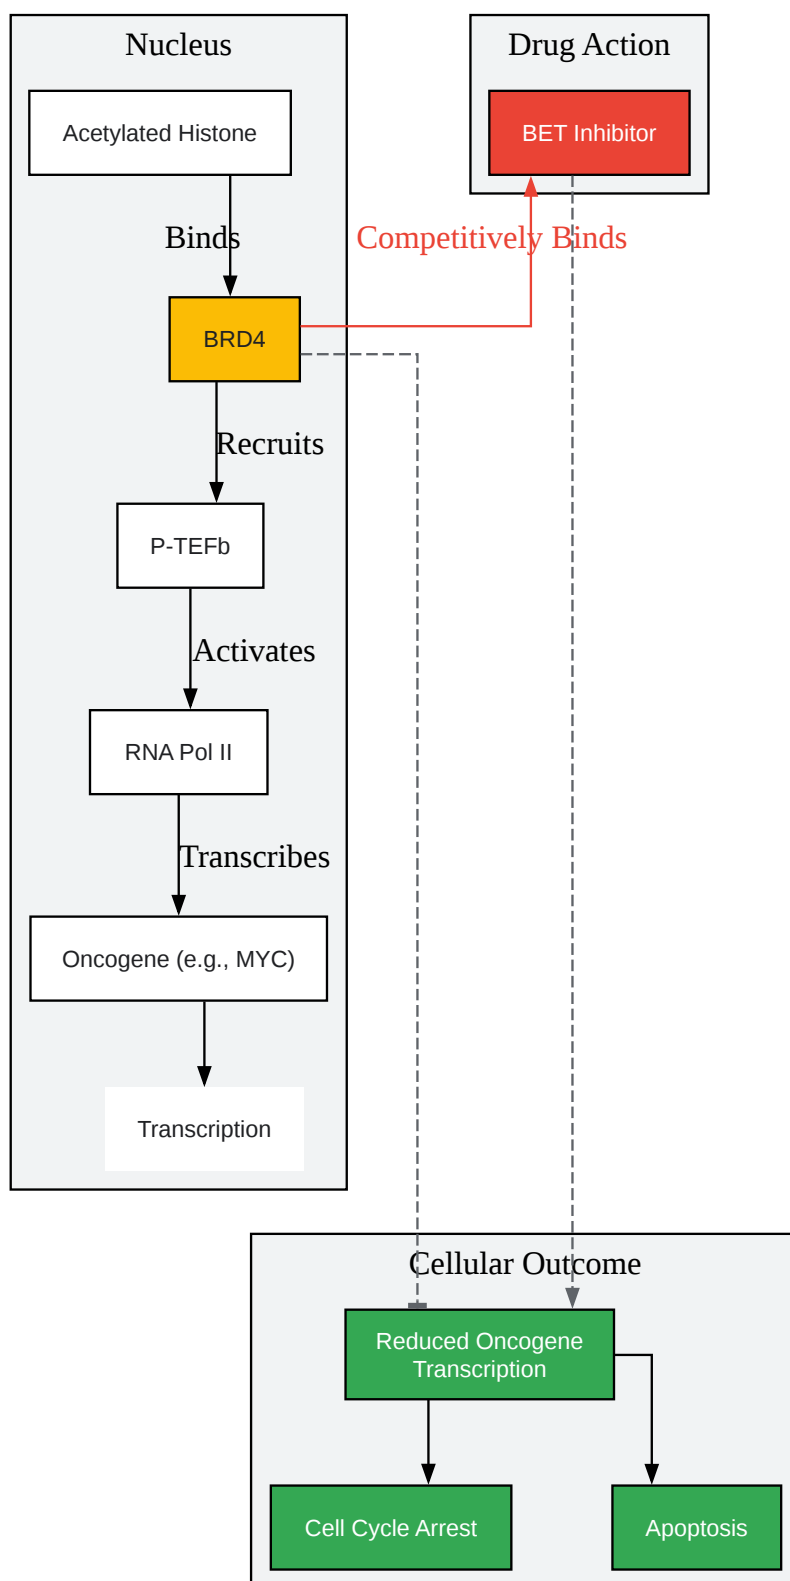 Nucleus
Drug Action
Acetylated Histone
BET Inhibitor
Binds
Competitively Binds
BRD4
Recruits
P-TEFb
Activates
RNA Pol II
Transcribes
Oncogene (e.g., MYC)
Transcription
Cellular Outcome
Reduced Oncogene
Transcription
Cell Cycle Arrest
Apoptosis